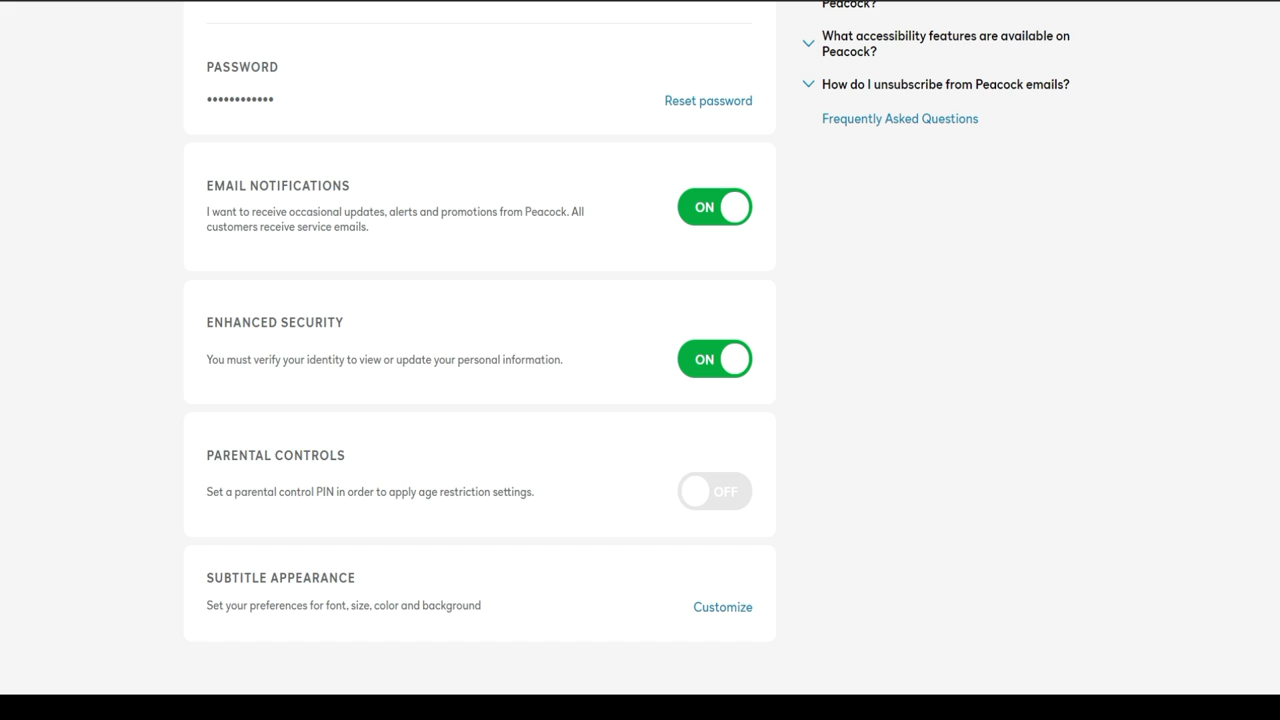 PASSWORD
••••••••••••
Reset password
EMAIL NOTIFICATIONS
I want to receive occasional updates, alerts and promotions from Peacock. All
customers receive service emails.
ON
ENHANCED SECURITY
You must verify your identity to view or update your personal information.
ON
PARENTAL CONTROLS
Set a parental control PIN in order to apply age restriction settings.
OFF
SUBTITLE APPEARANCE
Set your preferences for font, size, color and background
Customize
Peacock?
What accessibility features are available on
Peacock?
How do I unsubscribe from Peacock emails?
Frequently Asked Questions